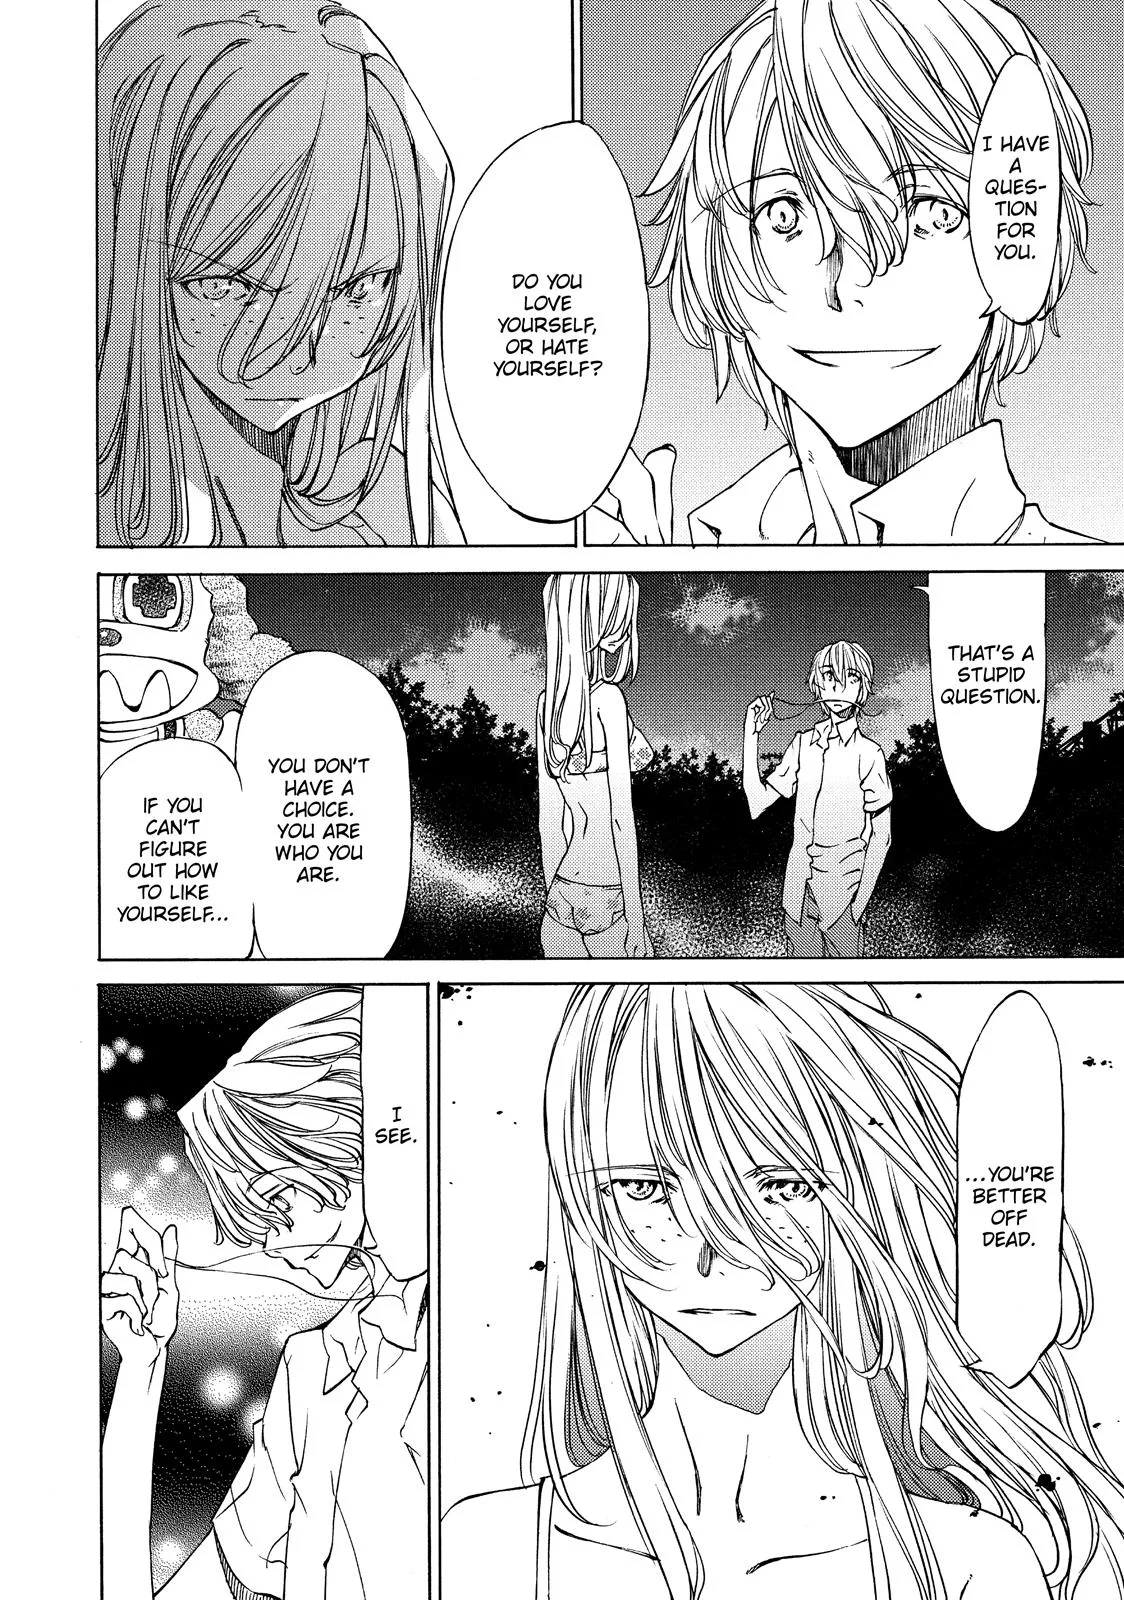 I HAVE
A
QUES-
TION
FOR
YOU.
DO YOU
LOVE
YOURSELF,
OR HATE
YOURSELF?
THAT'S A
STUPID
QUESTION.
YOU DON'T
HAVE A
CHOICE.
YOU ARE
WHO YOU
ARE.
IF YOU
CAN'T
FIGURE
OUT HOW
TO LIKE
YOURSELF...
...YOU'RE
BETTER
OFF
DEAD.
I
SEE.